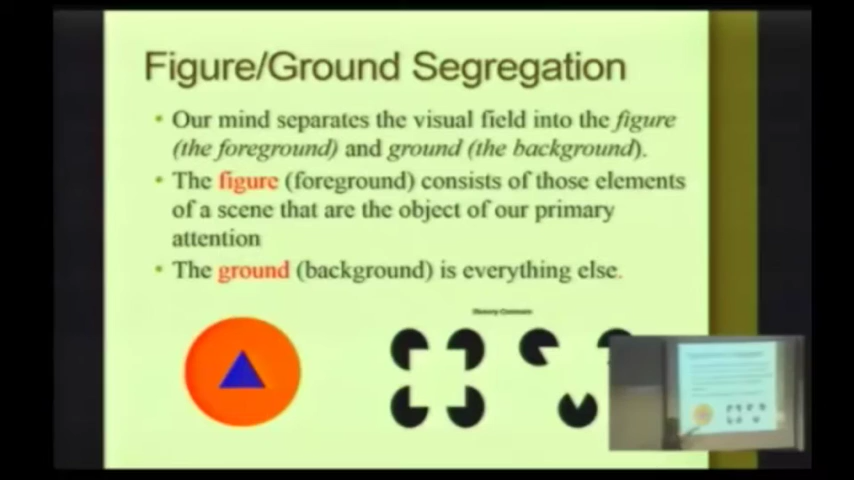 Figure/Ground Segregation
• Our mind separates the visual field into the figure
(the foreground) and ground (the background).
• The figure (foreground) consists of those elements
of a scene that are the object of our primary
attention
• The ground (background) is everything else.